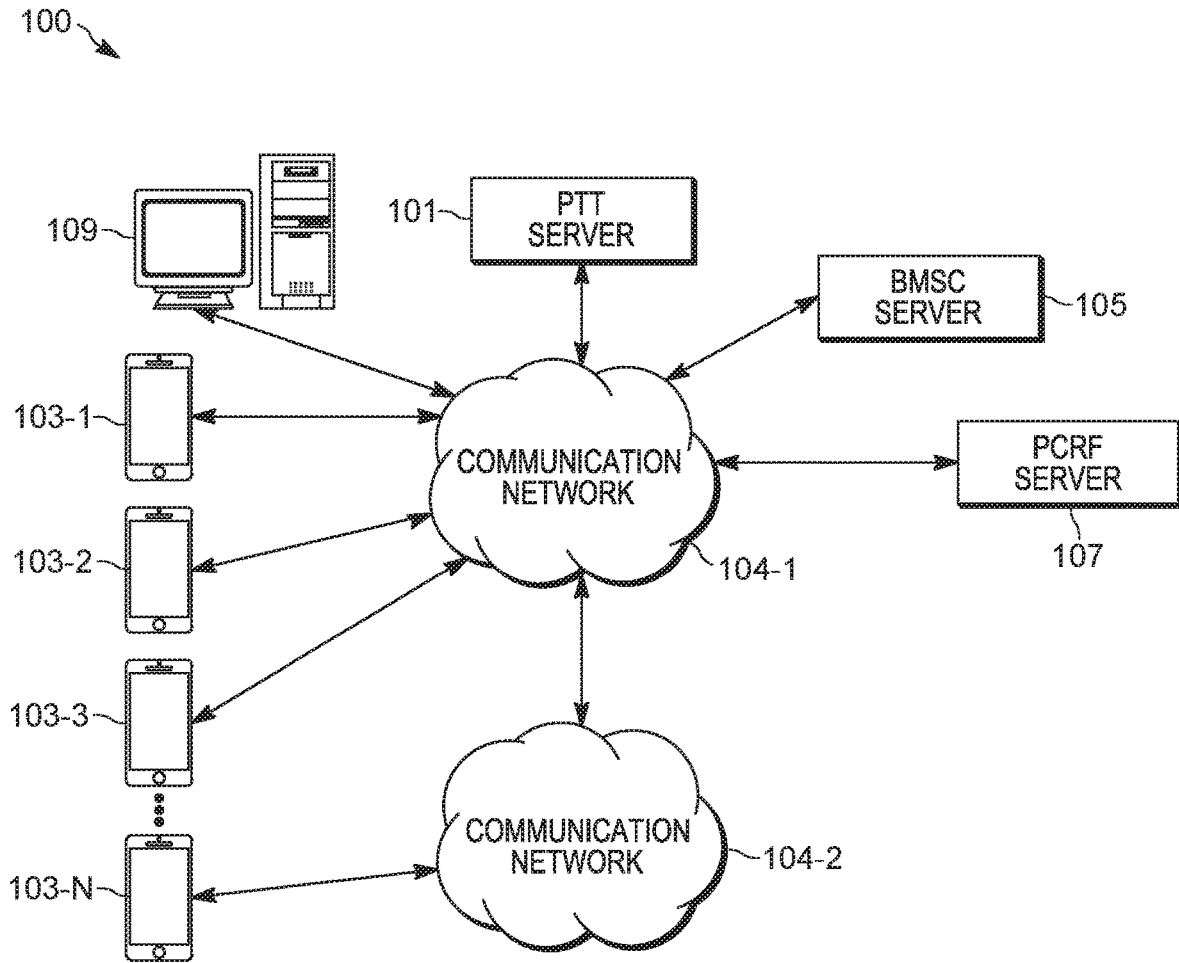 100
109
101
PTT
SERVER
BMSC
SERVER
105
103-1
COMMUNICATION
NETWORK
104-1
PCRF
SERVER
107
103-2
103-3
COMMUNICATION
NETWORK
104-2
103-N